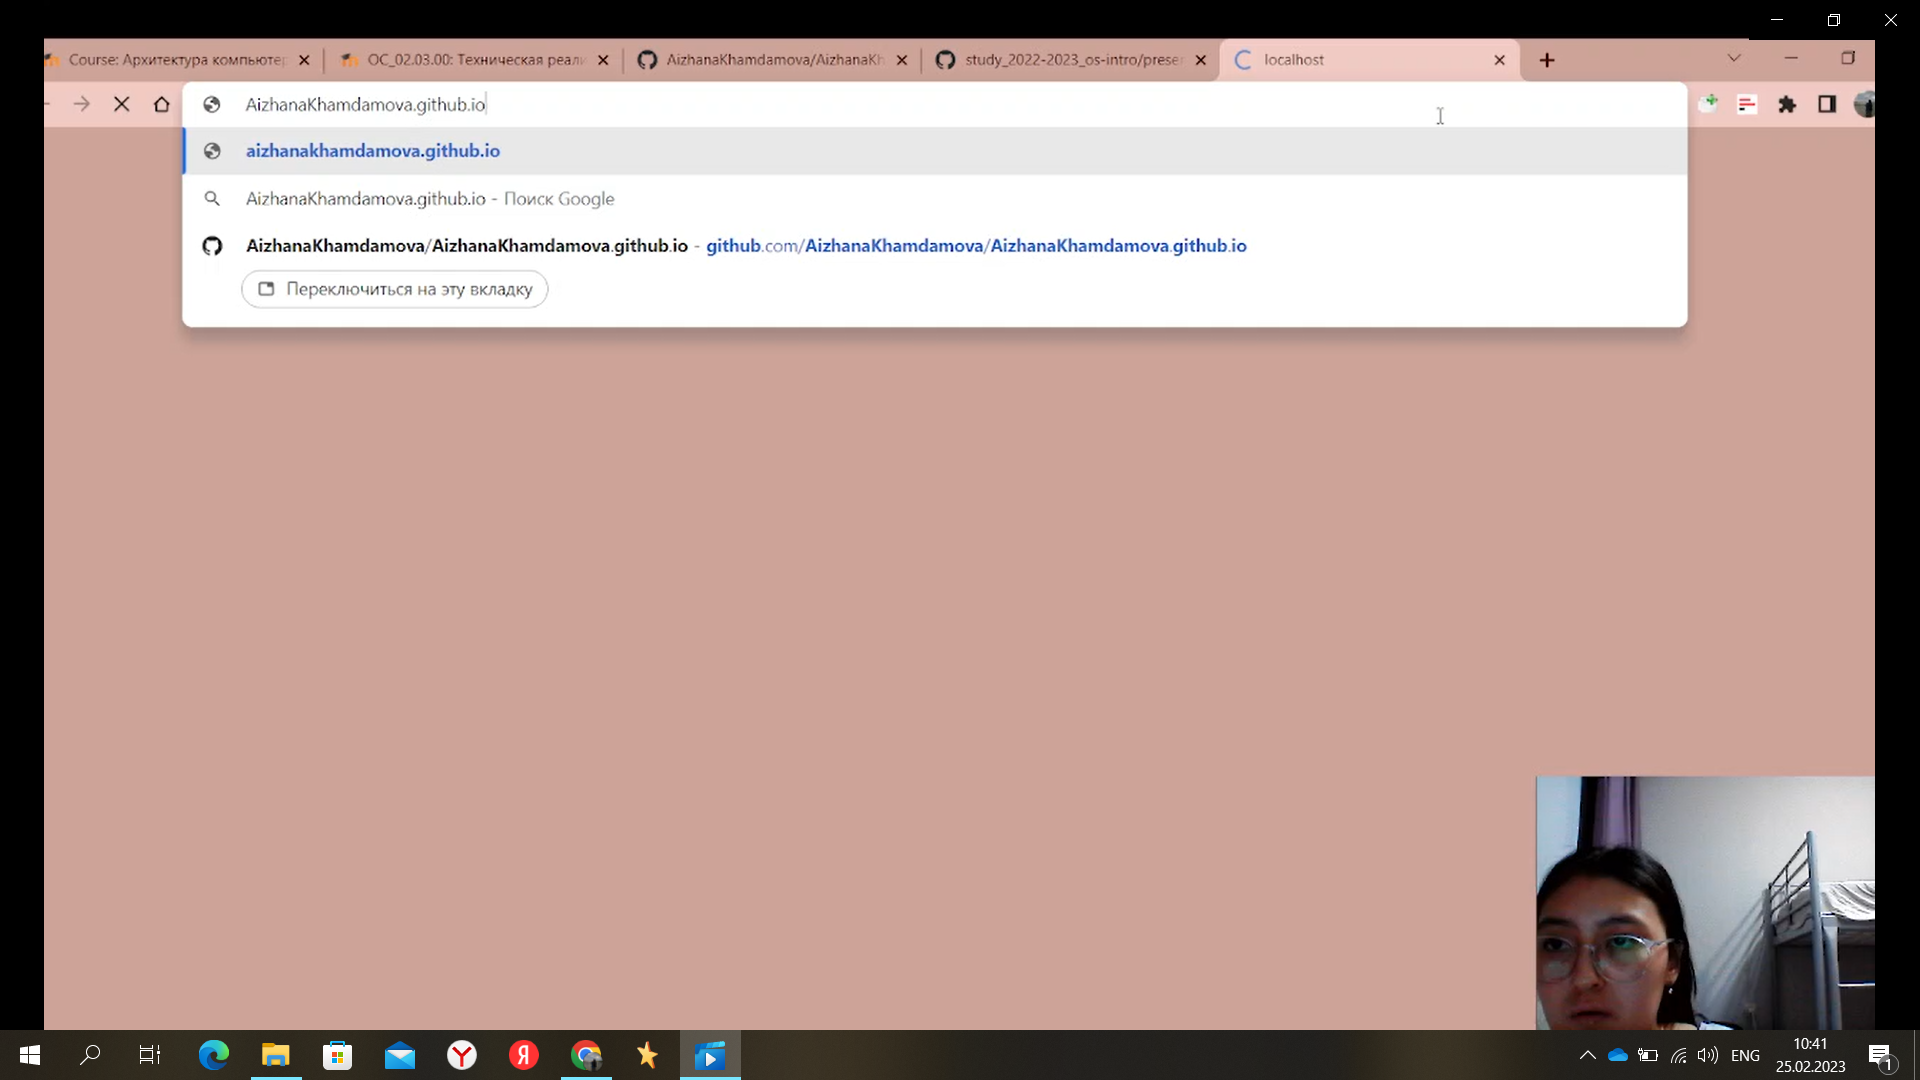 Course: Архитектура компьюте
ОС_02.03.00: Техническая реали
AizhanaKhamdamova/AizhanaKh
study_2022-2023_os-intro/prese
localhost
AizhanaKhamdamova.github.io
aizhanakhamdamova.github.io
AizhanaKhamdamova.github.io - Поиск Google
AizhanaKhamdamova/AizhanaKhamdamova.github.io - github.com/AizhanaKhamdamova/AizhanaKhamdamova.github.io
Переключиться на эту вкладку
ENG
10:41
25.02.2023
1